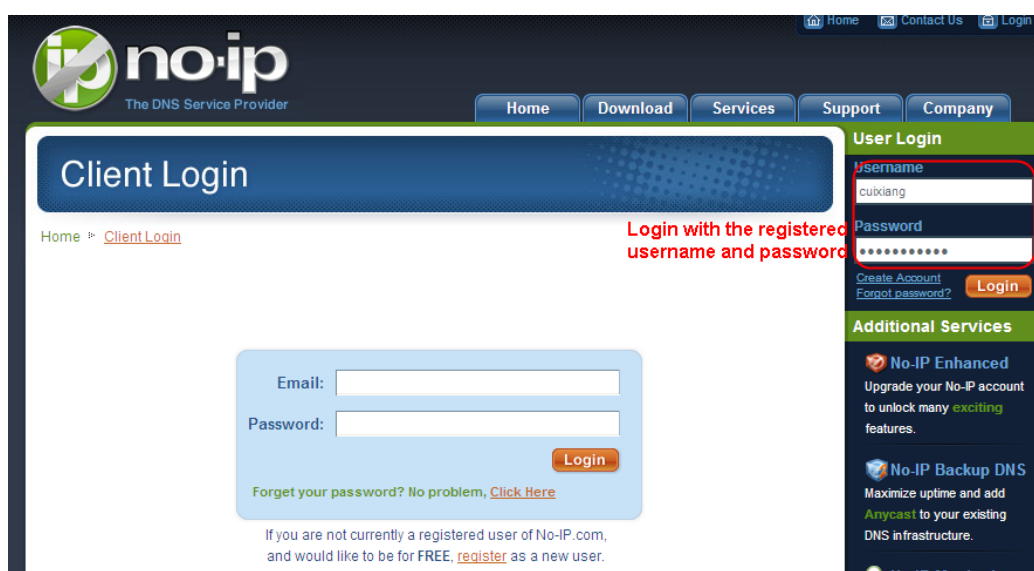 Home Contact Us Login
no·ip
The DNS Service Provider
Home Download Services Support Company
Client Login
Home Client Login
Login with the registered
username and password
User Login
Username
cuixiang
Password
Create Account
Forgot password?
Login
Email:
Password:
Login
Forget your password? No problem, Click Here
If you are not currently a registered user of No-IP.com,
and would like to be for FREE, register as a new user.
Additional Services
No-IP Enhanced
Upgrade your No-IP account
to unlock many exciting
features.
No-IP Backup DNS
Maximize uptime and add
Anycast to your existing
DNS infrastructure.